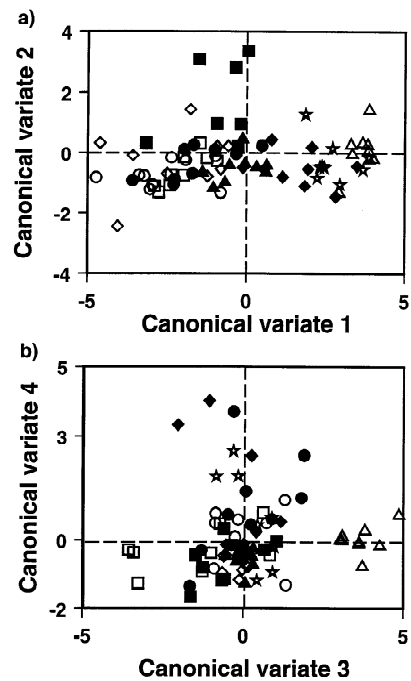 a)
4
2
0
-2
-4
Canonical variate 2
-5 0 5
Canonical variate 1
b)
5
3
0
-2
Canonical variate 4
-5 0 5
Canonical variate 3